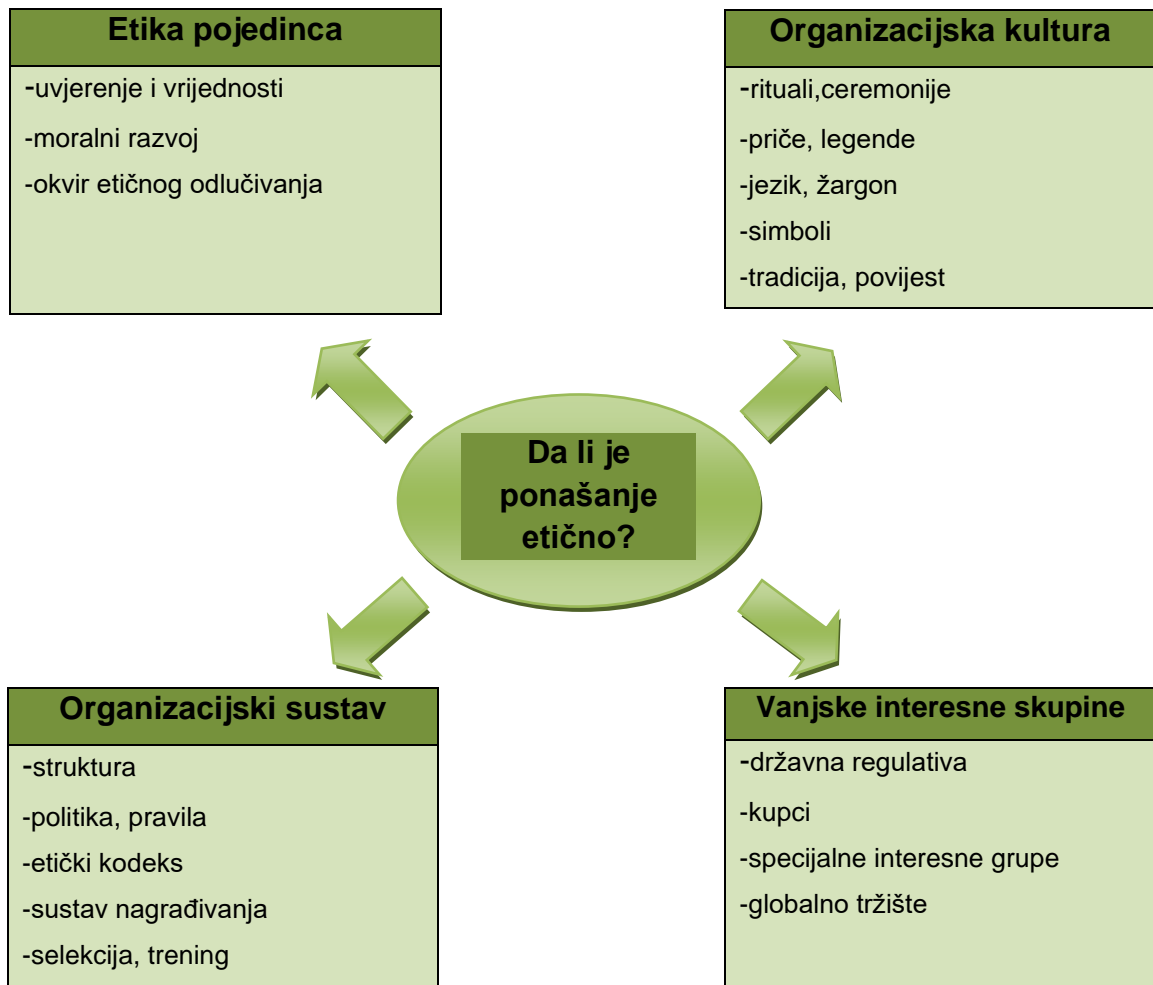 Etika pojedinca
-uvjerenje i vrijednosti
-moralni razvoj
-okvir etičnog odlučivanja
Organizacijska kultura
-rituali,ceremonije
-priče, legende
-jezik, žargon
-simboli
-tradicija, povijest
Da li je
ponašanje
etično?
Organizacijski sustav
-struktura
-politika, pravila
-etički kodeks
-sustav nagrađivanja
-selekcija, trening
Vanjske interesne skupine
-državna regulativa
-kupci
-specijalne interesne grupe
-globalno tržište